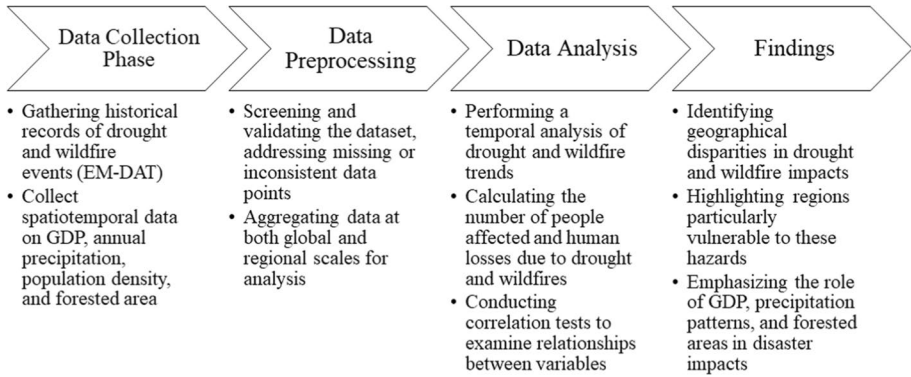 Data Collection
Phase
• Gathering historical
records of drought
and wildfire
events (EM-DAT)
• Collect
spatiotemporal data
on GDP, annual
precipitation,
population density,
and forested area
Data
Preprocessing
• Screening and
validating the dataset,
addressing missing or
inconsistent data
points
• Aggregating data at
both global and
regional scales for
analysis
Data Analysis
• Performing a
temporal analysis of
drought and wildfire
trends
• Calculating the
number of people
affected and human
losses due to drought
and wildfires
• Conducting
correlation tests to
examine relationships
between variables
Findings
• Identifying
geographical
disparities in drought
and wildfire impacts
• Highlighting regions
particularly
vulnerable to these
hazards
• Emphasizing the role
of GDP, precipitation
patterns, and forested
areas in disaster
impacts